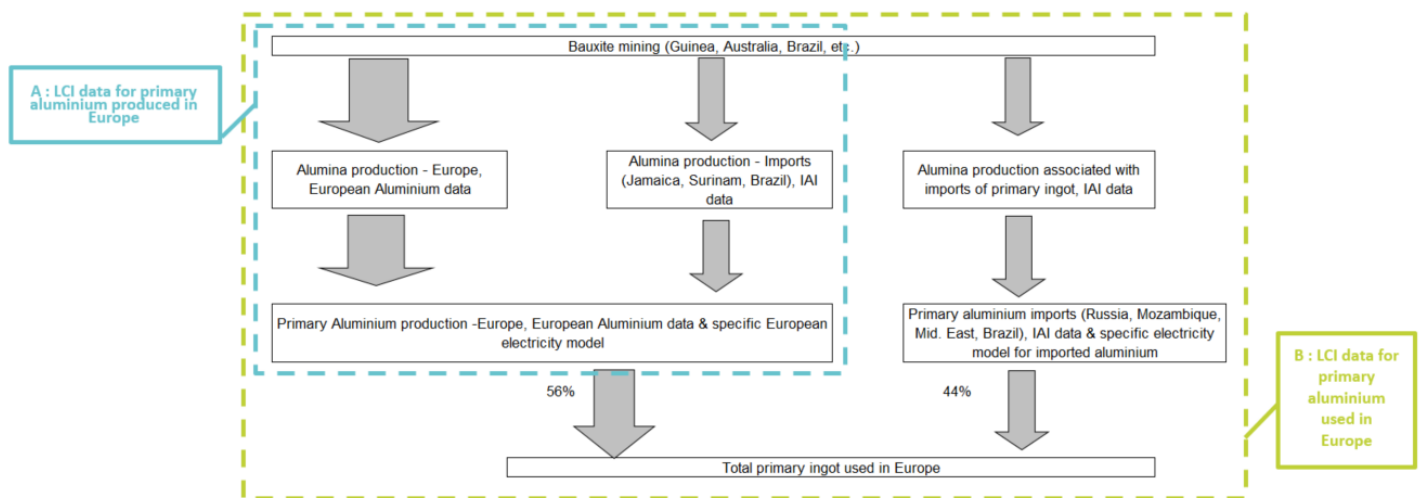 Bauxite mining (Guinea, Australia, Brazil, etc.)
A : LCI data for primary
aluminium produced in
Europe
Alumina production - Europe,
European Aluminium data
Alumina production - Imports
(Jamaica, Surinam, Brazil), IAI
data
Alumina production associated with
imports of primary ingot, IAI data
Primary Aluminium production -Europe, European Aluminium data & specific European
electricity model
Primary aluminium imports (Russia, Mozambique,
Mid. East, Brazil), IAI data & specific electricity
model for imported aluminium
B : LCI data for
primary
aluminium
used in
Europe
56%
44%
Total primary ingot used in Europe